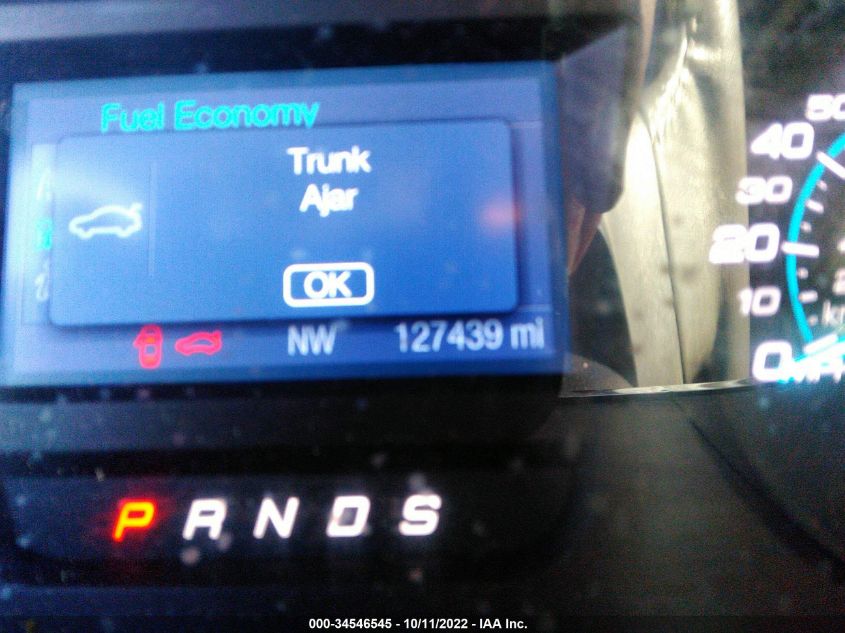 Fuel Economy
Trunk
Ajar
OK
NW 127439 mi
P R N D S
50
40
30
20
10
0
000-34546545 - 10/11/2022 - IAA Inc.